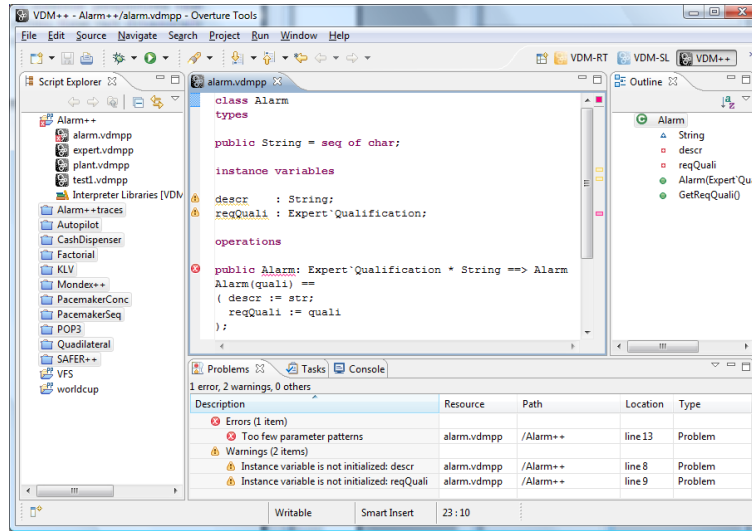 VDM++ - Alarm++/alarm.vdmpp - Overture Tools
File Edit Source Navigate Search Project Run Window Help
VDM-RT VDM-SL VDM++
Script Explorer
Alarm++
alarm.vdmpp
expert.vdmpp
plant.vdmpp
test1.vdmpp
Interpreter Libraries [VDM
Alarm++traces
Autopilot
CashDispenser
Factorial
KLV
Mondex++
PacemakerConc
PacemakerSeq
POP3
Quadilateral
SAFER++
VFS
worldcup
alarm.vdmpp
class Alarm
types
public String = seq of char;
instance variables
descr : String;
reqQuali : Expert`Qualification;
operations
public Alarm: Expert`Qualification * String ==> Alarm
Alarm(quali) ==
( descr := str;
reqQuali := quali
);
Outline
Alarm
String
descr
reqQuali
Alarm(Expert`Qu
GetReqQuali()
Problems Tasks Console
1 error, 2 warnings, 0 others
Description Resource Path Location Type
Errors (1 item)
Too few parameter patterns alarm.vdmpp /Alarm++ line 13 Problem
Warnings (2 items)
Instance variable is not initialized: descr alarm.vdmpp /Alarm++ line 8 Problem
Instance variable is not initialized: reqQuali alarm.vdmpp /Alarm++ line 9 Problem
Writable Smart Insert 23 : 10